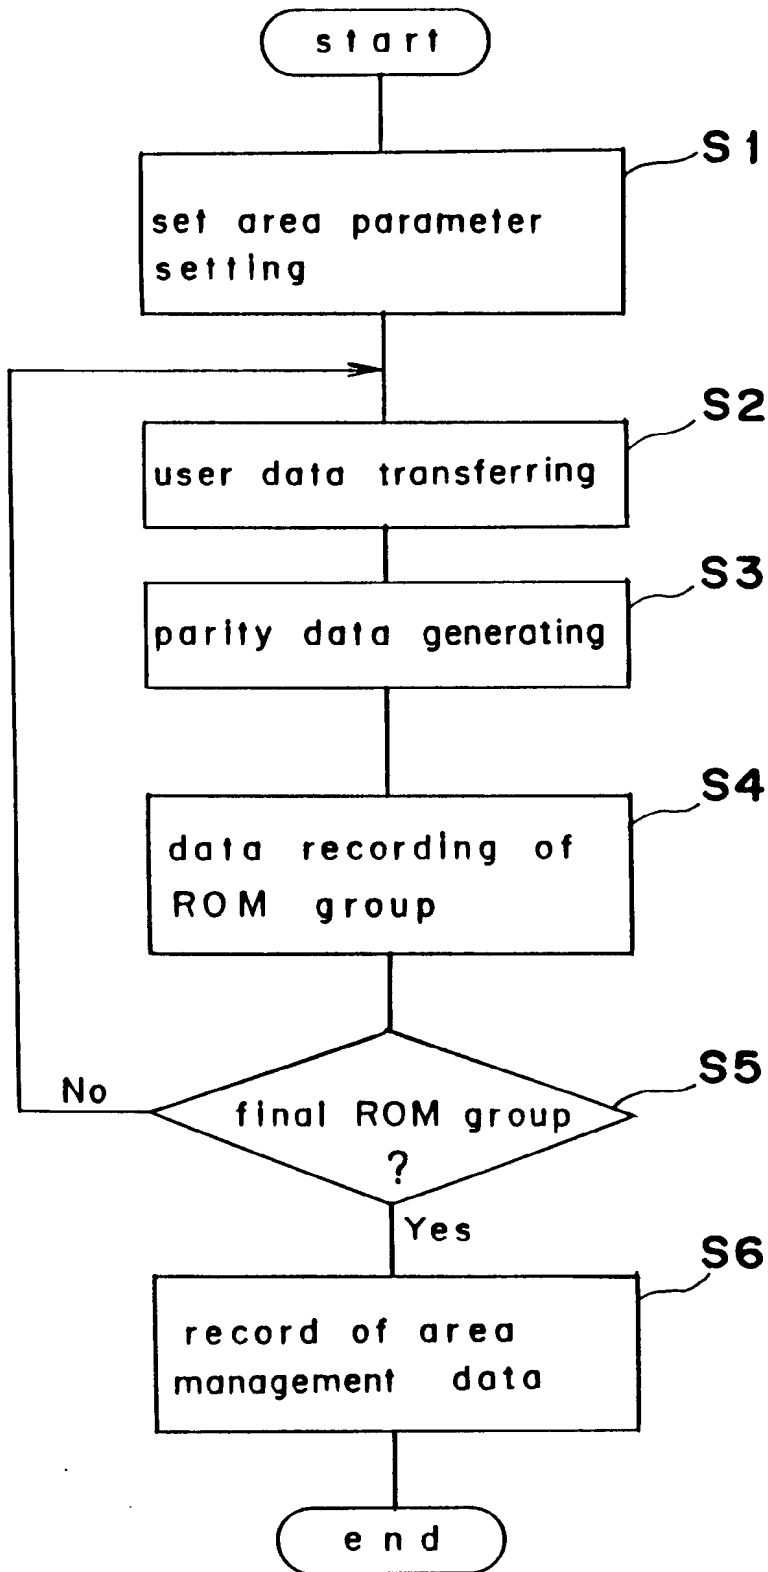 start
S1
set area parameter
setting
S2
user data transferring
S3
parity data generating
S4
data recording of
ROM group
S5
No
final ROM group
?
Yes
S6
record of area
management data
end